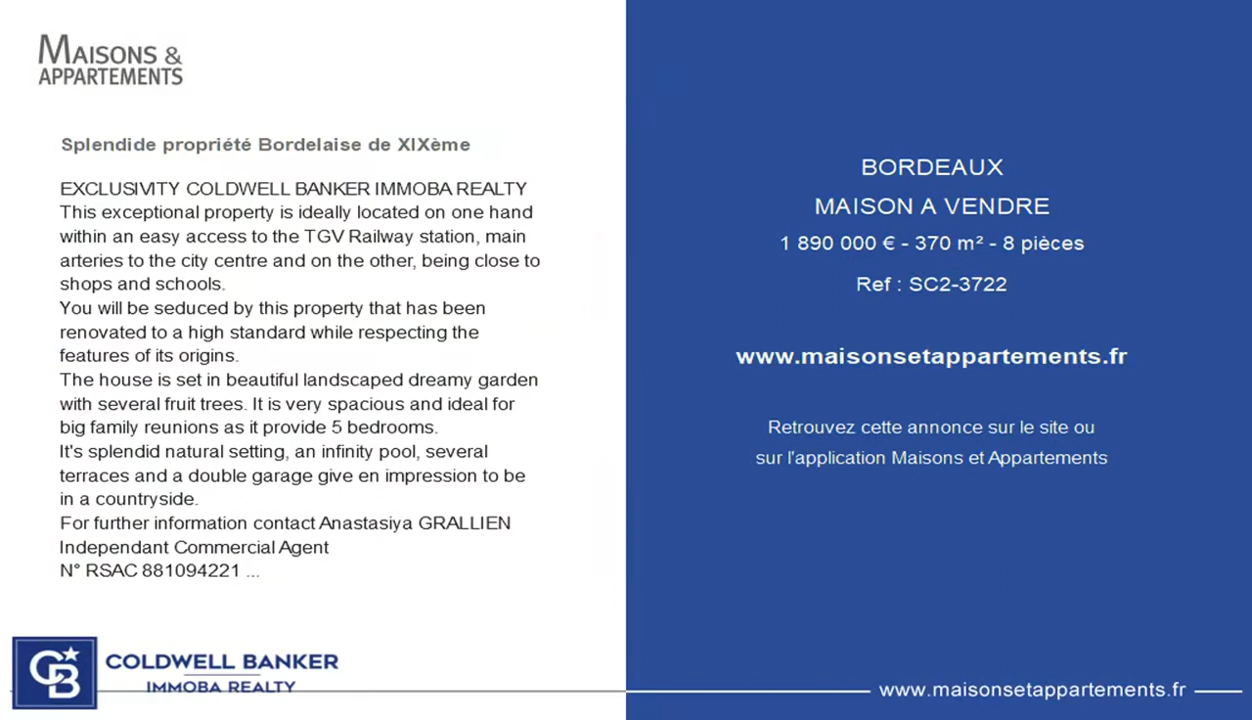 MAISONS &
APPARTEMENTS
Splendide propriété Bordelaise de XIXème
EXCLUSIVITY COLDWELL BANKER IMMOBA REALTY
This exceptional property is ideally located on one hand
within an easy access to the TGV Railway station, main
arteries to the city centre and on the other, being close to
shops and schools.
You will be seduced by this property that has been
renovated to a high standard while respecting the
features of its origins.
The house is set in beautiful landscaped dreamy garden
with several fruit trees. It is very spacious and ideal for
big family reunions as it provide 5 bedrooms.
It's splendid natural setting, an infinity pool, several
terraces and a double garage give en impression to be
in a countryside.
For further information contact Anastasiya GRALLIEN
Independant Commercial Agent
N° RSAC 881094221 ...
CB
COLDWELL BANKER
IMMOBA REALTY
BORDEAUX
MAISON A VENDRE
1 890 000 € - 370 m² - 8 pièces
Ref : SC2-3722
www.maisonsetappartements.fr
Retrouvez cette annonce sur le site ou
sur l'application Maisons et Appartements
www.maisonsetappartements.fr